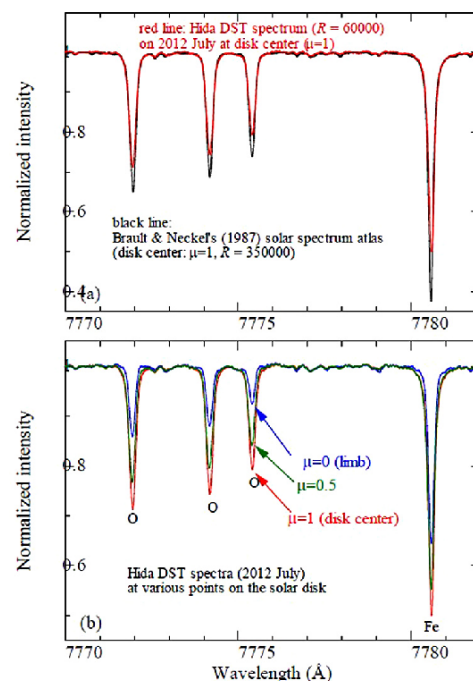 red line: Hida DST spectrum (R = 60000)
on 2012 July at disk center (μ=1)
Normalized intensity
0.8
0.6
0.4
black line:
Brault & Neckel's (1987) solar spectrum atlas
(disk center: μ=1, R = 350000)
(a)
7770 7775 7780
Normalized intensity
0.8
0.6
μ=0 (limb)
μ=0.5
μ=1 (disk center)
O O O
Hida DST spectra (2012 July)
at various points on the solar disk
Fe
(b)
7770 7775 7780
Wavelength (Å)